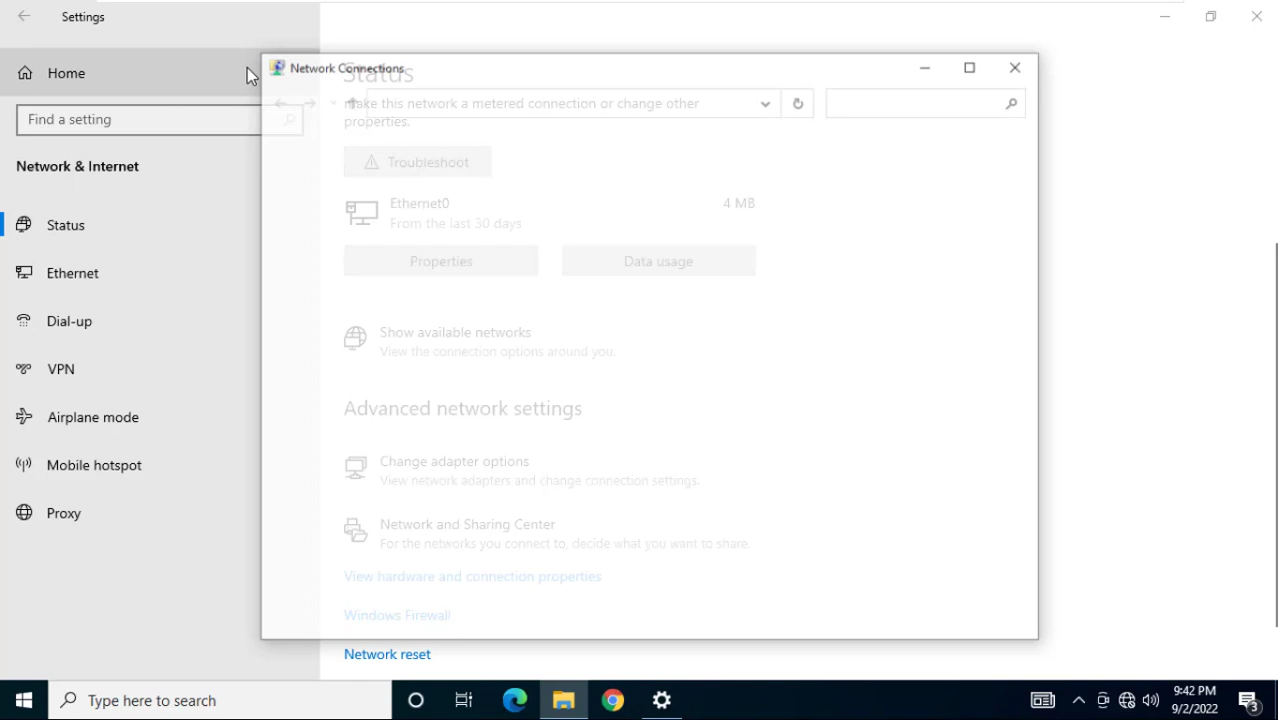 Settings
Home
Find a setting
Network & Internet
Status
Ethernet
Dial-up
VPN
Airplane mode
Mobile hotspot
Proxy
Network Connections
Status
make this network a metered connection or change other
properties.
Troubleshoot
Ethernet0
4 MB
From the last 30 days
Properties
Data usage
Show available networks
View the connection options around you.
Advanced network settings
Change adapter options
View network adapters and change connection settings.
Network and Sharing Center
For the networks you connect to, decide what you want to share.
View hardware and connection properties
Windows Firewall
Network reset
Type here to search
9:42 PM
9/2/2022
3